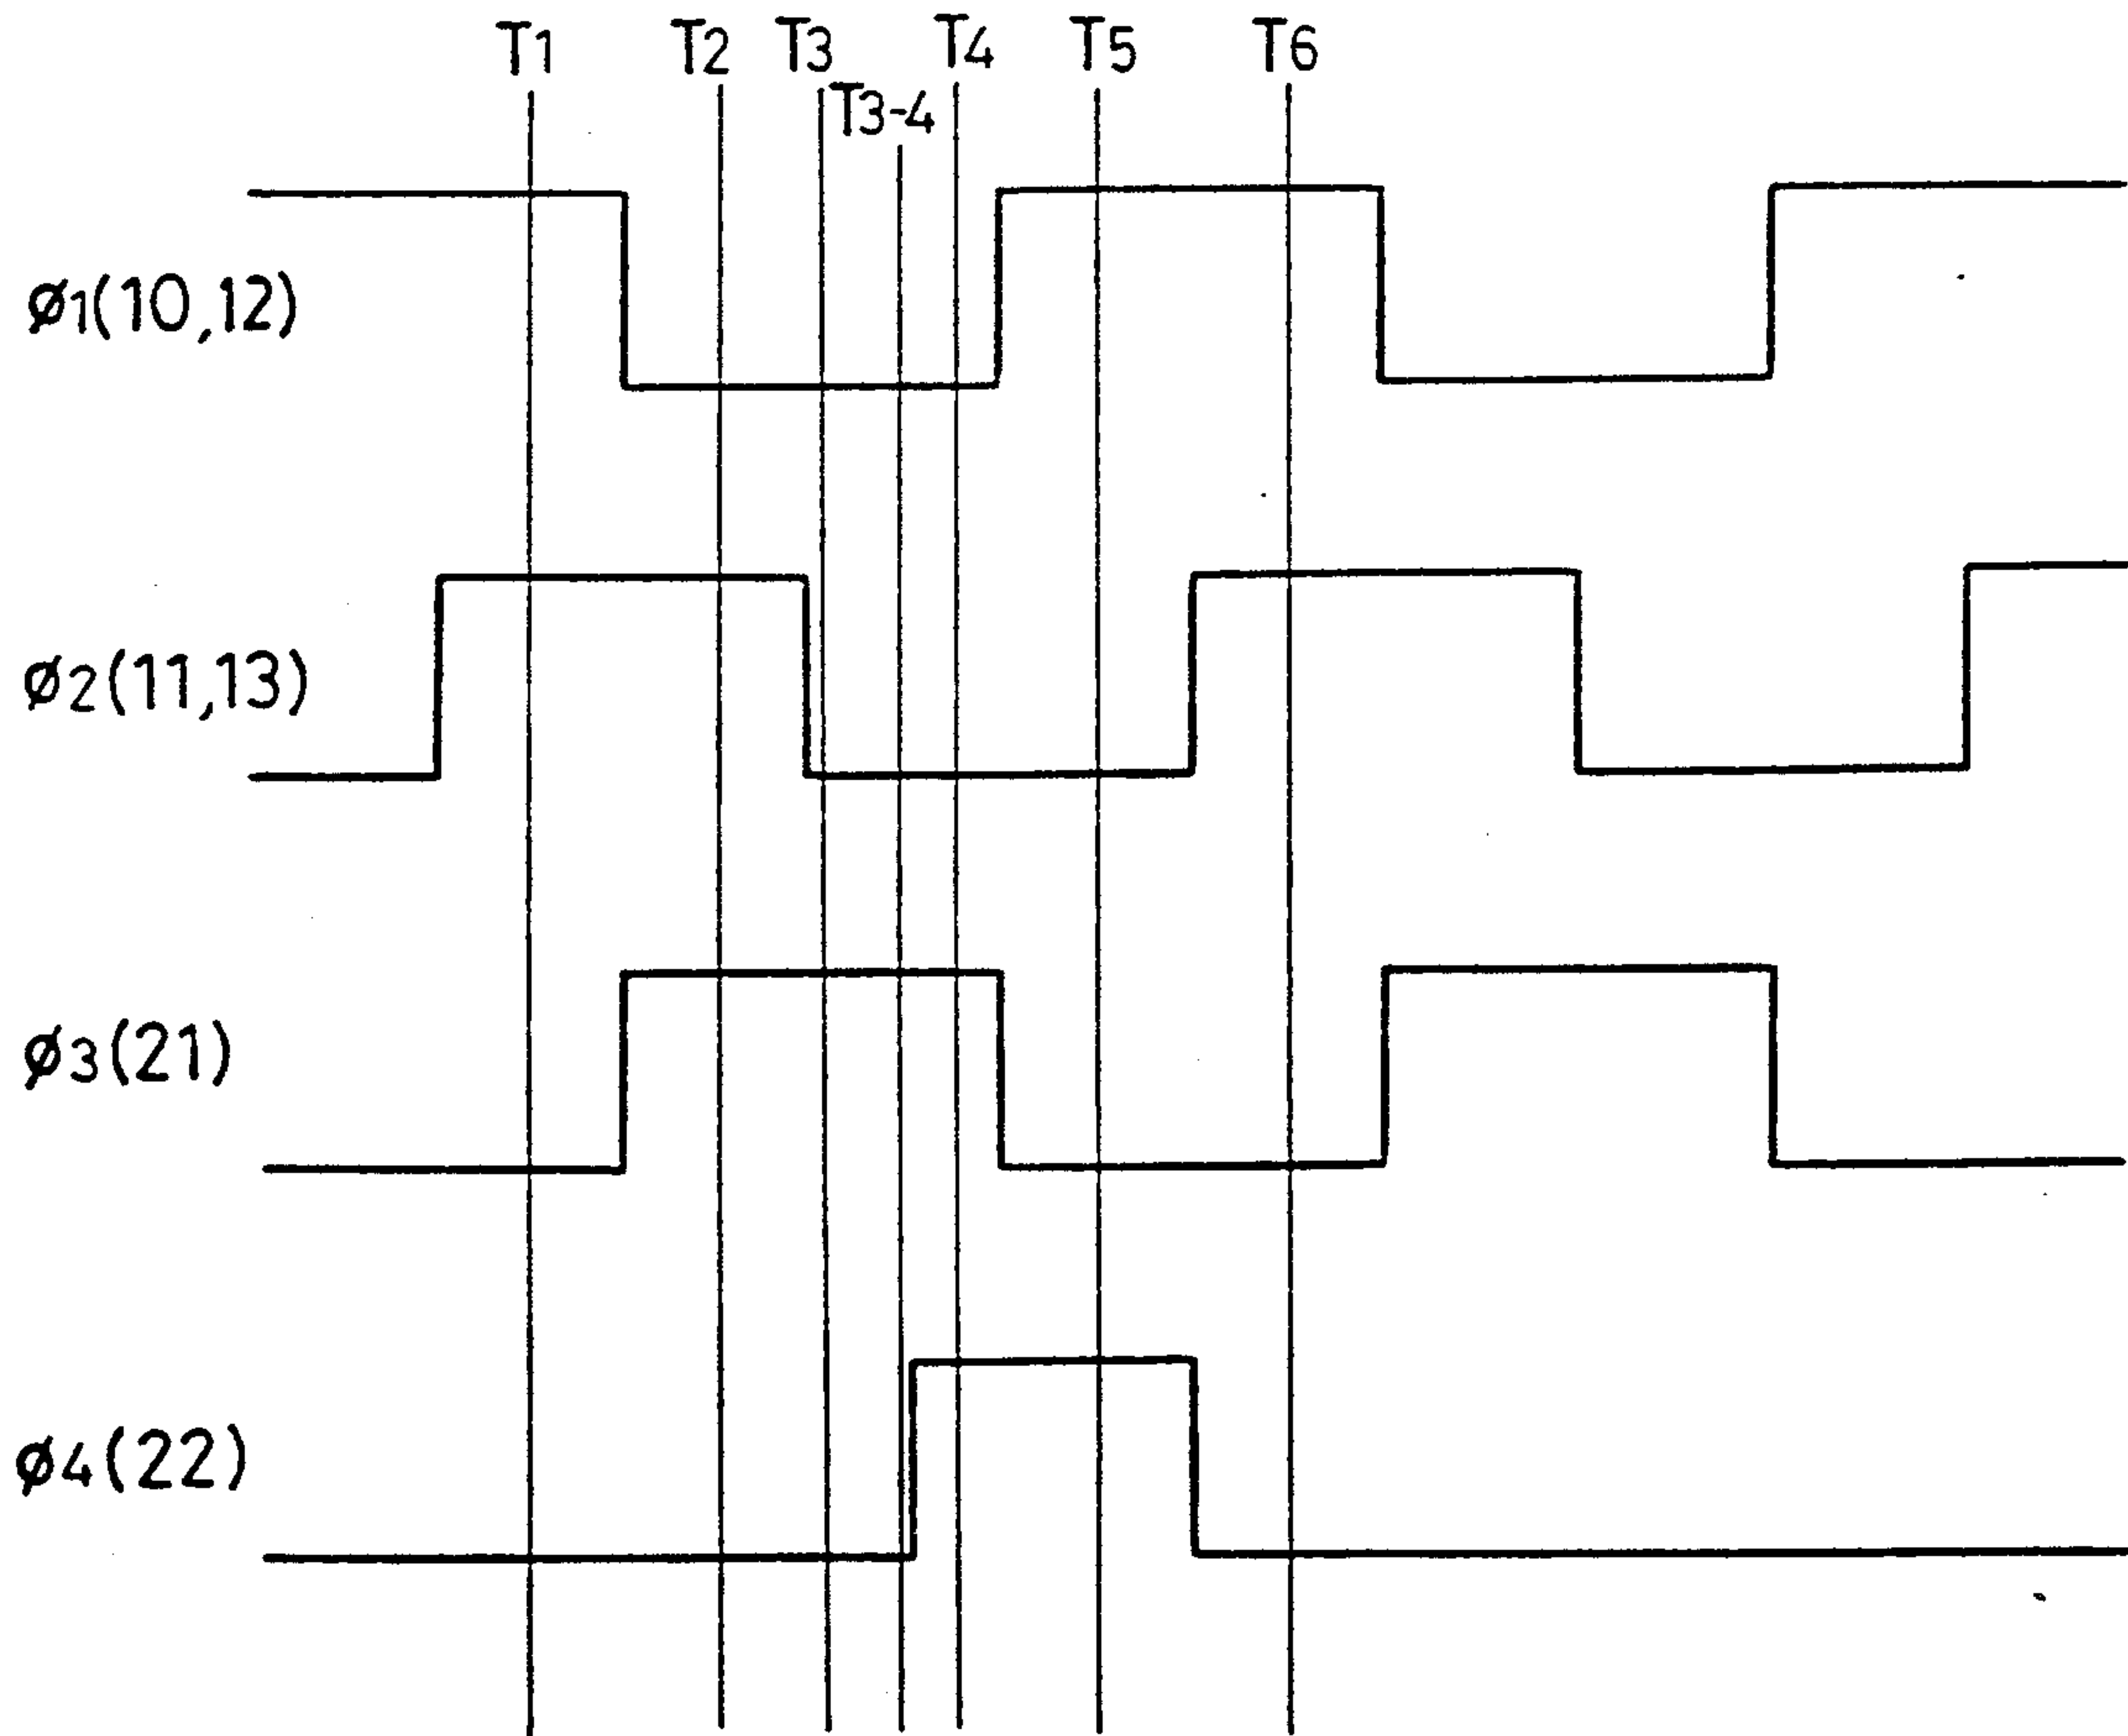 T1 T2 T3 T4 T5 T6
T3-4
ø1(10,12)
ø2(11,13)
ø3(21)
ø4(22)